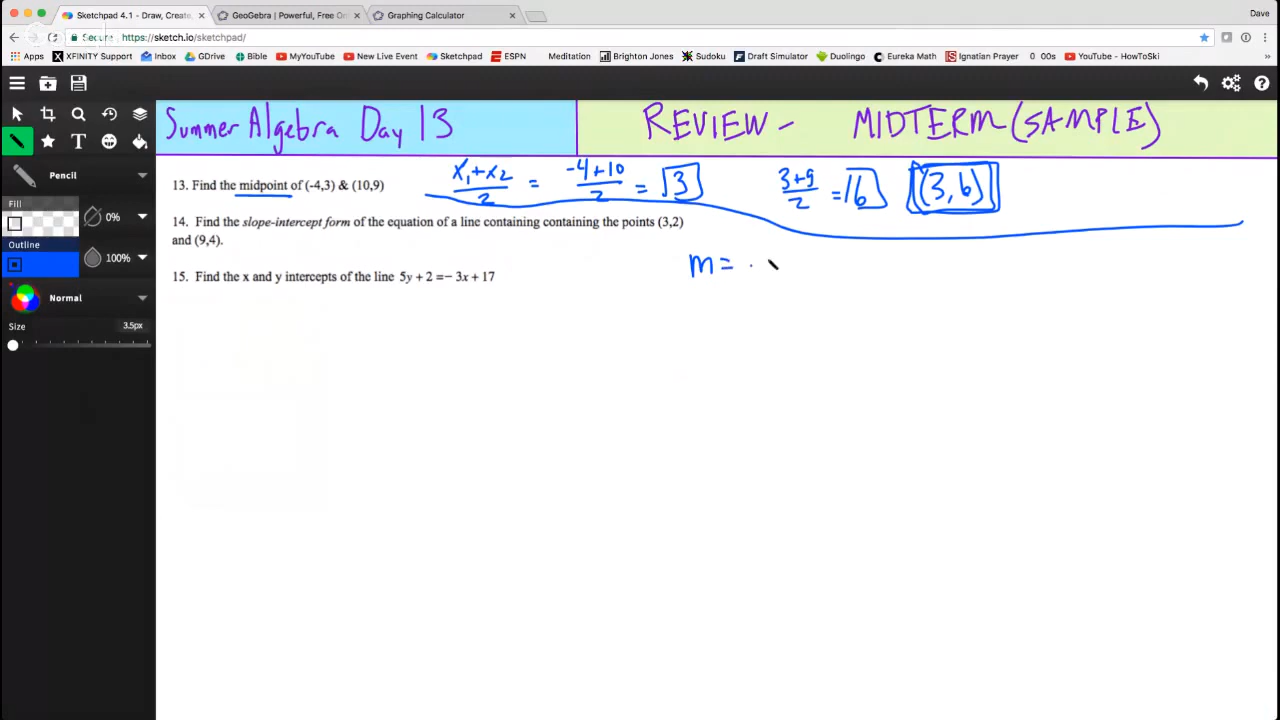 Sketchpad 4.1 - Draw, Create, GeoGebra | Powerful, Free On Graphing Calculator Dave
Secure https://sketch.io/sketchpad/
Apps XFINITY Support Inbox GDrive Bible MyYouTube New Live Event Sketchpad ESPN Meditation Brighton Jones Sudoku Draft Simulator Duolingo Eureka Math Ignatian Prayer 00s YouTube - HowToSki
Summer Algebra Day 13 REVIEW - MIDTERM (SAMPLE)
Pencil
Fill
0%
Outline
100%
Normal
Size 3.5px
13. Find the midpoint of (-4,3) & (10,9) x₁+x₂/2 = -4+10/2 = 3 3+9/2 = 6 (3,6)
14. Find the slope-intercept form of the equation of a line containing containing the points (3,2)
and (9,4).
m=
15. Find the x and y intercepts of the line 5y + 2 =− 3x + 17